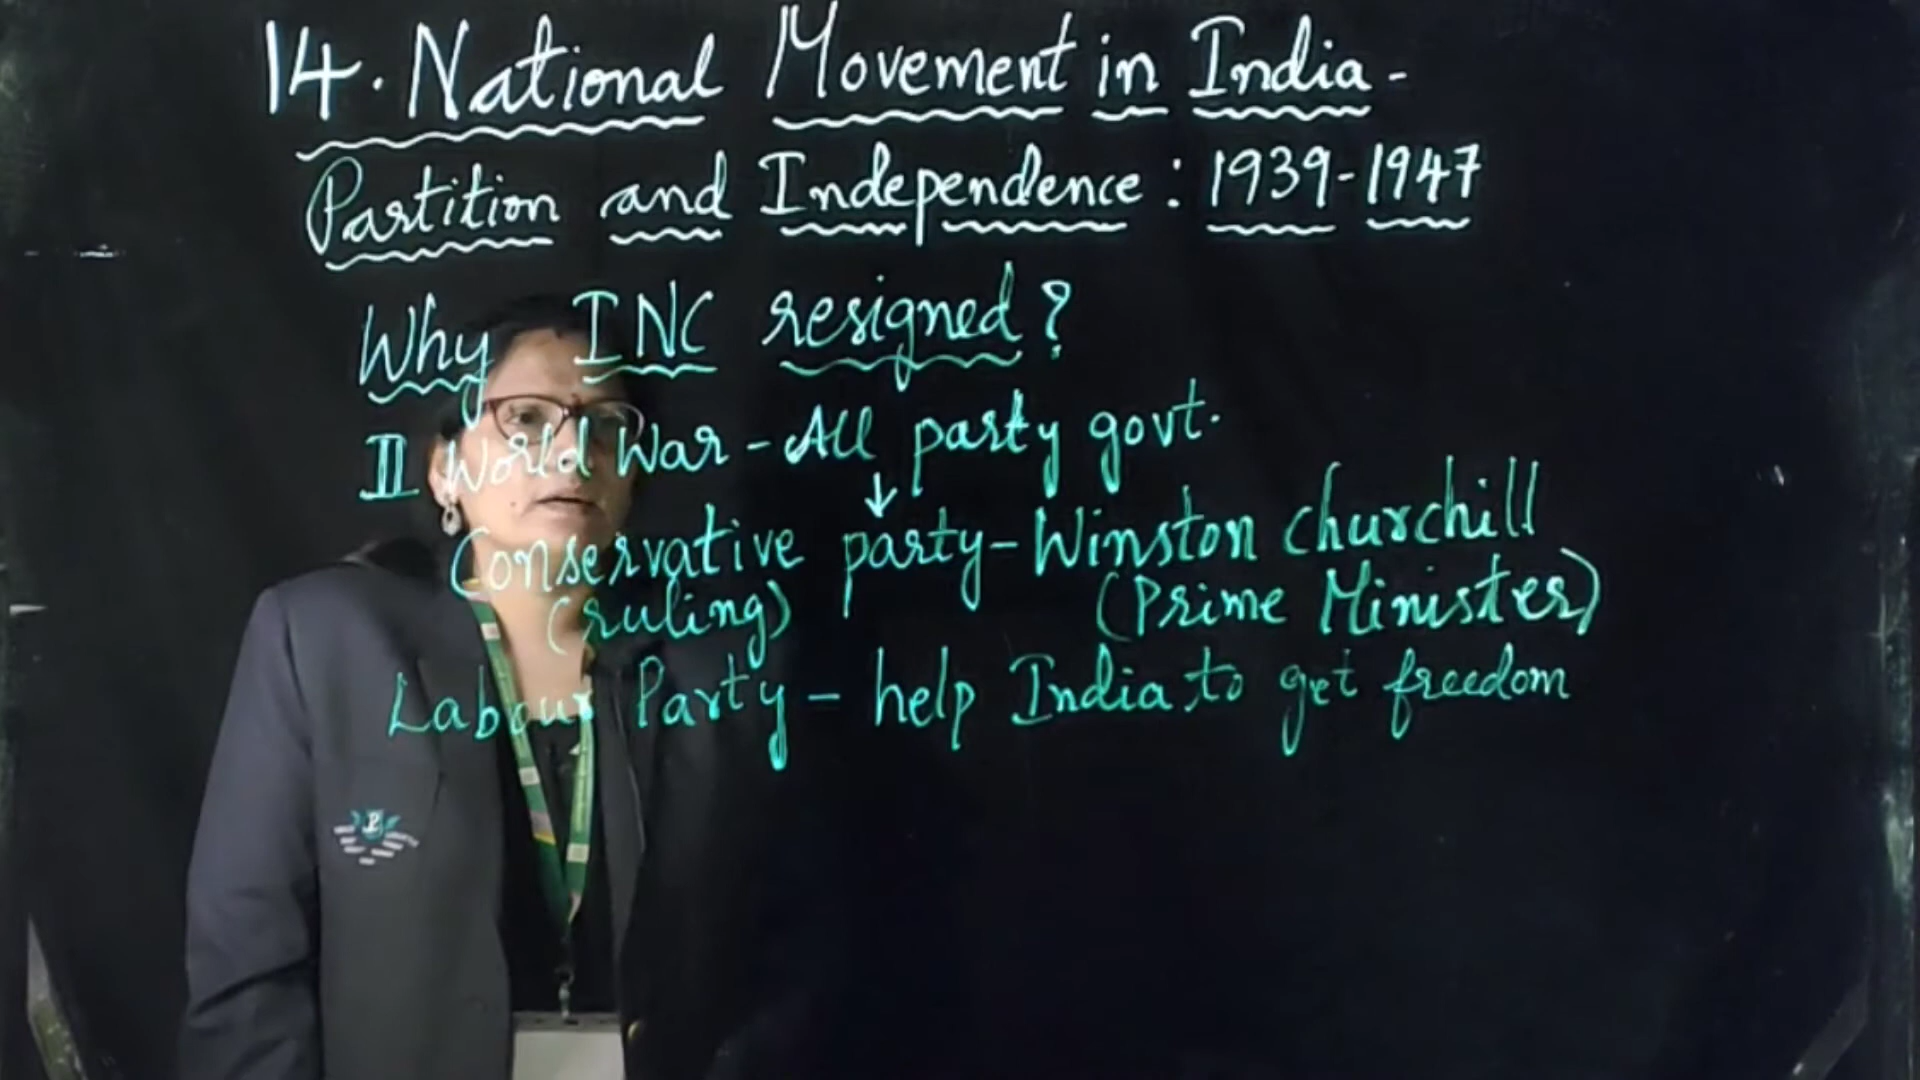 14. National Movement in India -
Partition and Independence : 1939-1947
Why INC resigned?
II World War - All party govt.
↓
Conservative party - Winston Churchill
(ruling) (Prime Minister)
Labour Party - help India to get freedom